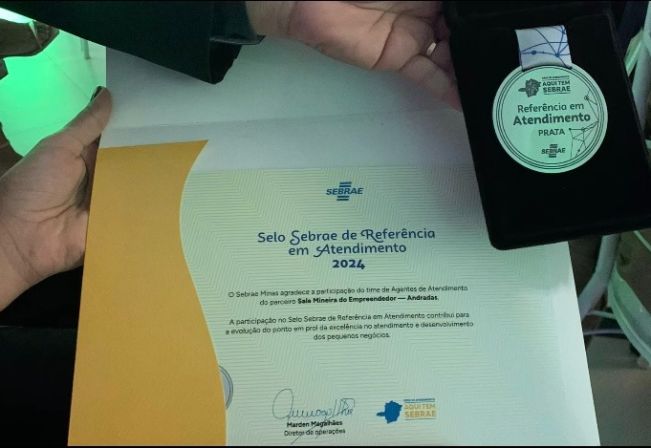 SEBRAE
Selo Sebrae de Referência
em Atendimento
2024
O Sebrae Minas agradece a participação do time de Agentes de Atendimento
do parceiro Sala Mineira do Empreendedor — Andradas.
A participação no Selo Sebrae de Referência em Atendimento contribui para
a evolução do ponto em prol da excelência no atendimento e desenvolvimento
dos pequenos negócios.
Marden Magalhães
Diretor de operações
AQUI TEM
SEBRAE
AQUI TEM
SEBRAE
Referência em
Atendimento
PRATA
SEBRAE